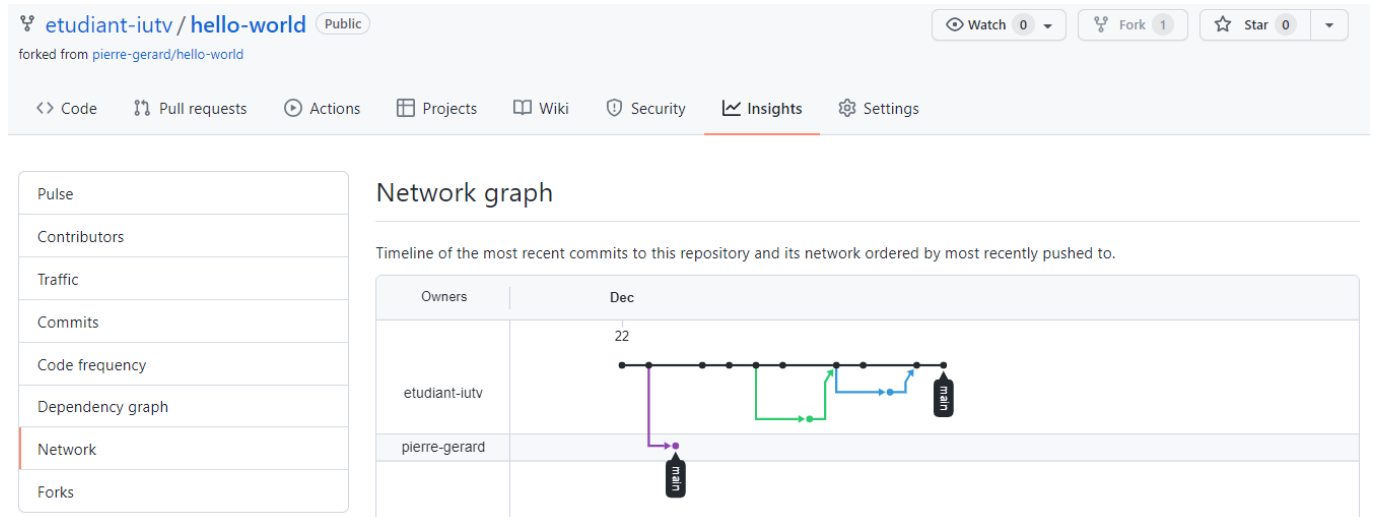 etudiant-iutv / hello-world Public Watch 0 Fork 1 Star 0
forked from pierre-gerard/hello-world
Code Pull requests Actions Projects Wiki Security Insights Settings
Pulse
Contributors
Traffic
Commits
Code frequency
Dependency graph
Network
Forks
Network graph
Timeline of the most recent commits to this repository and its network ordered by most recently pushed to.
Owners Dec
22
etudiant-iutv
main
pierre-gerard
main